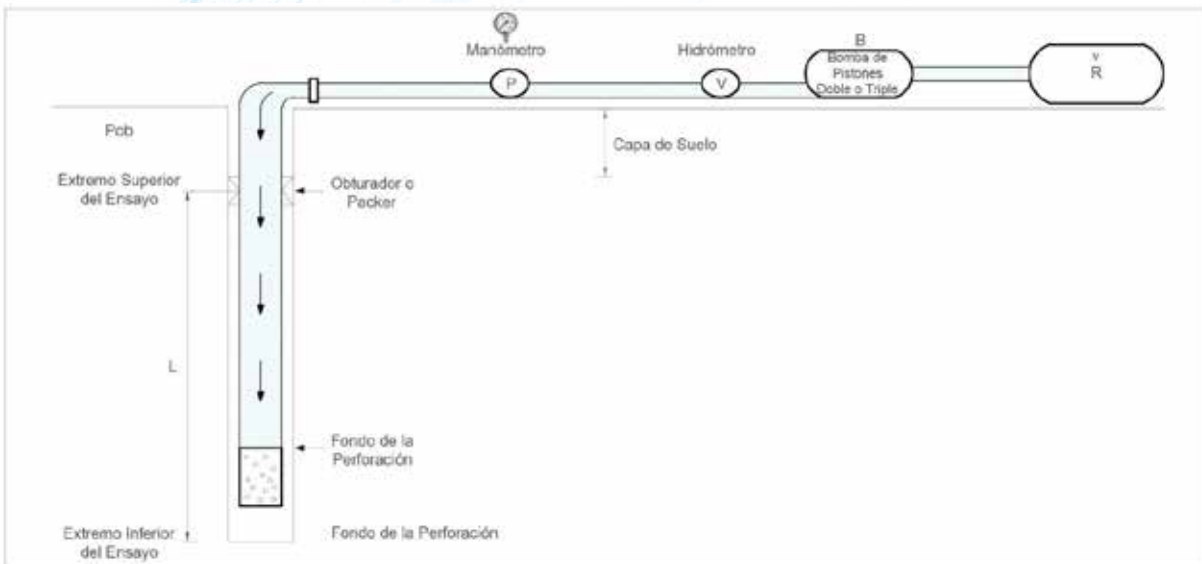 Manómetro
Hidrómetro
B
Bomba de
Pistones
Doble o Triple
v
R
P
V
Pcb
Capa de Suelo
Extremo Superior
del Ensayo
Obturador o
Packer
L
Fondo de la
Perforación
Extremo Inferior
del Ensayo
Fondo de la Perforación